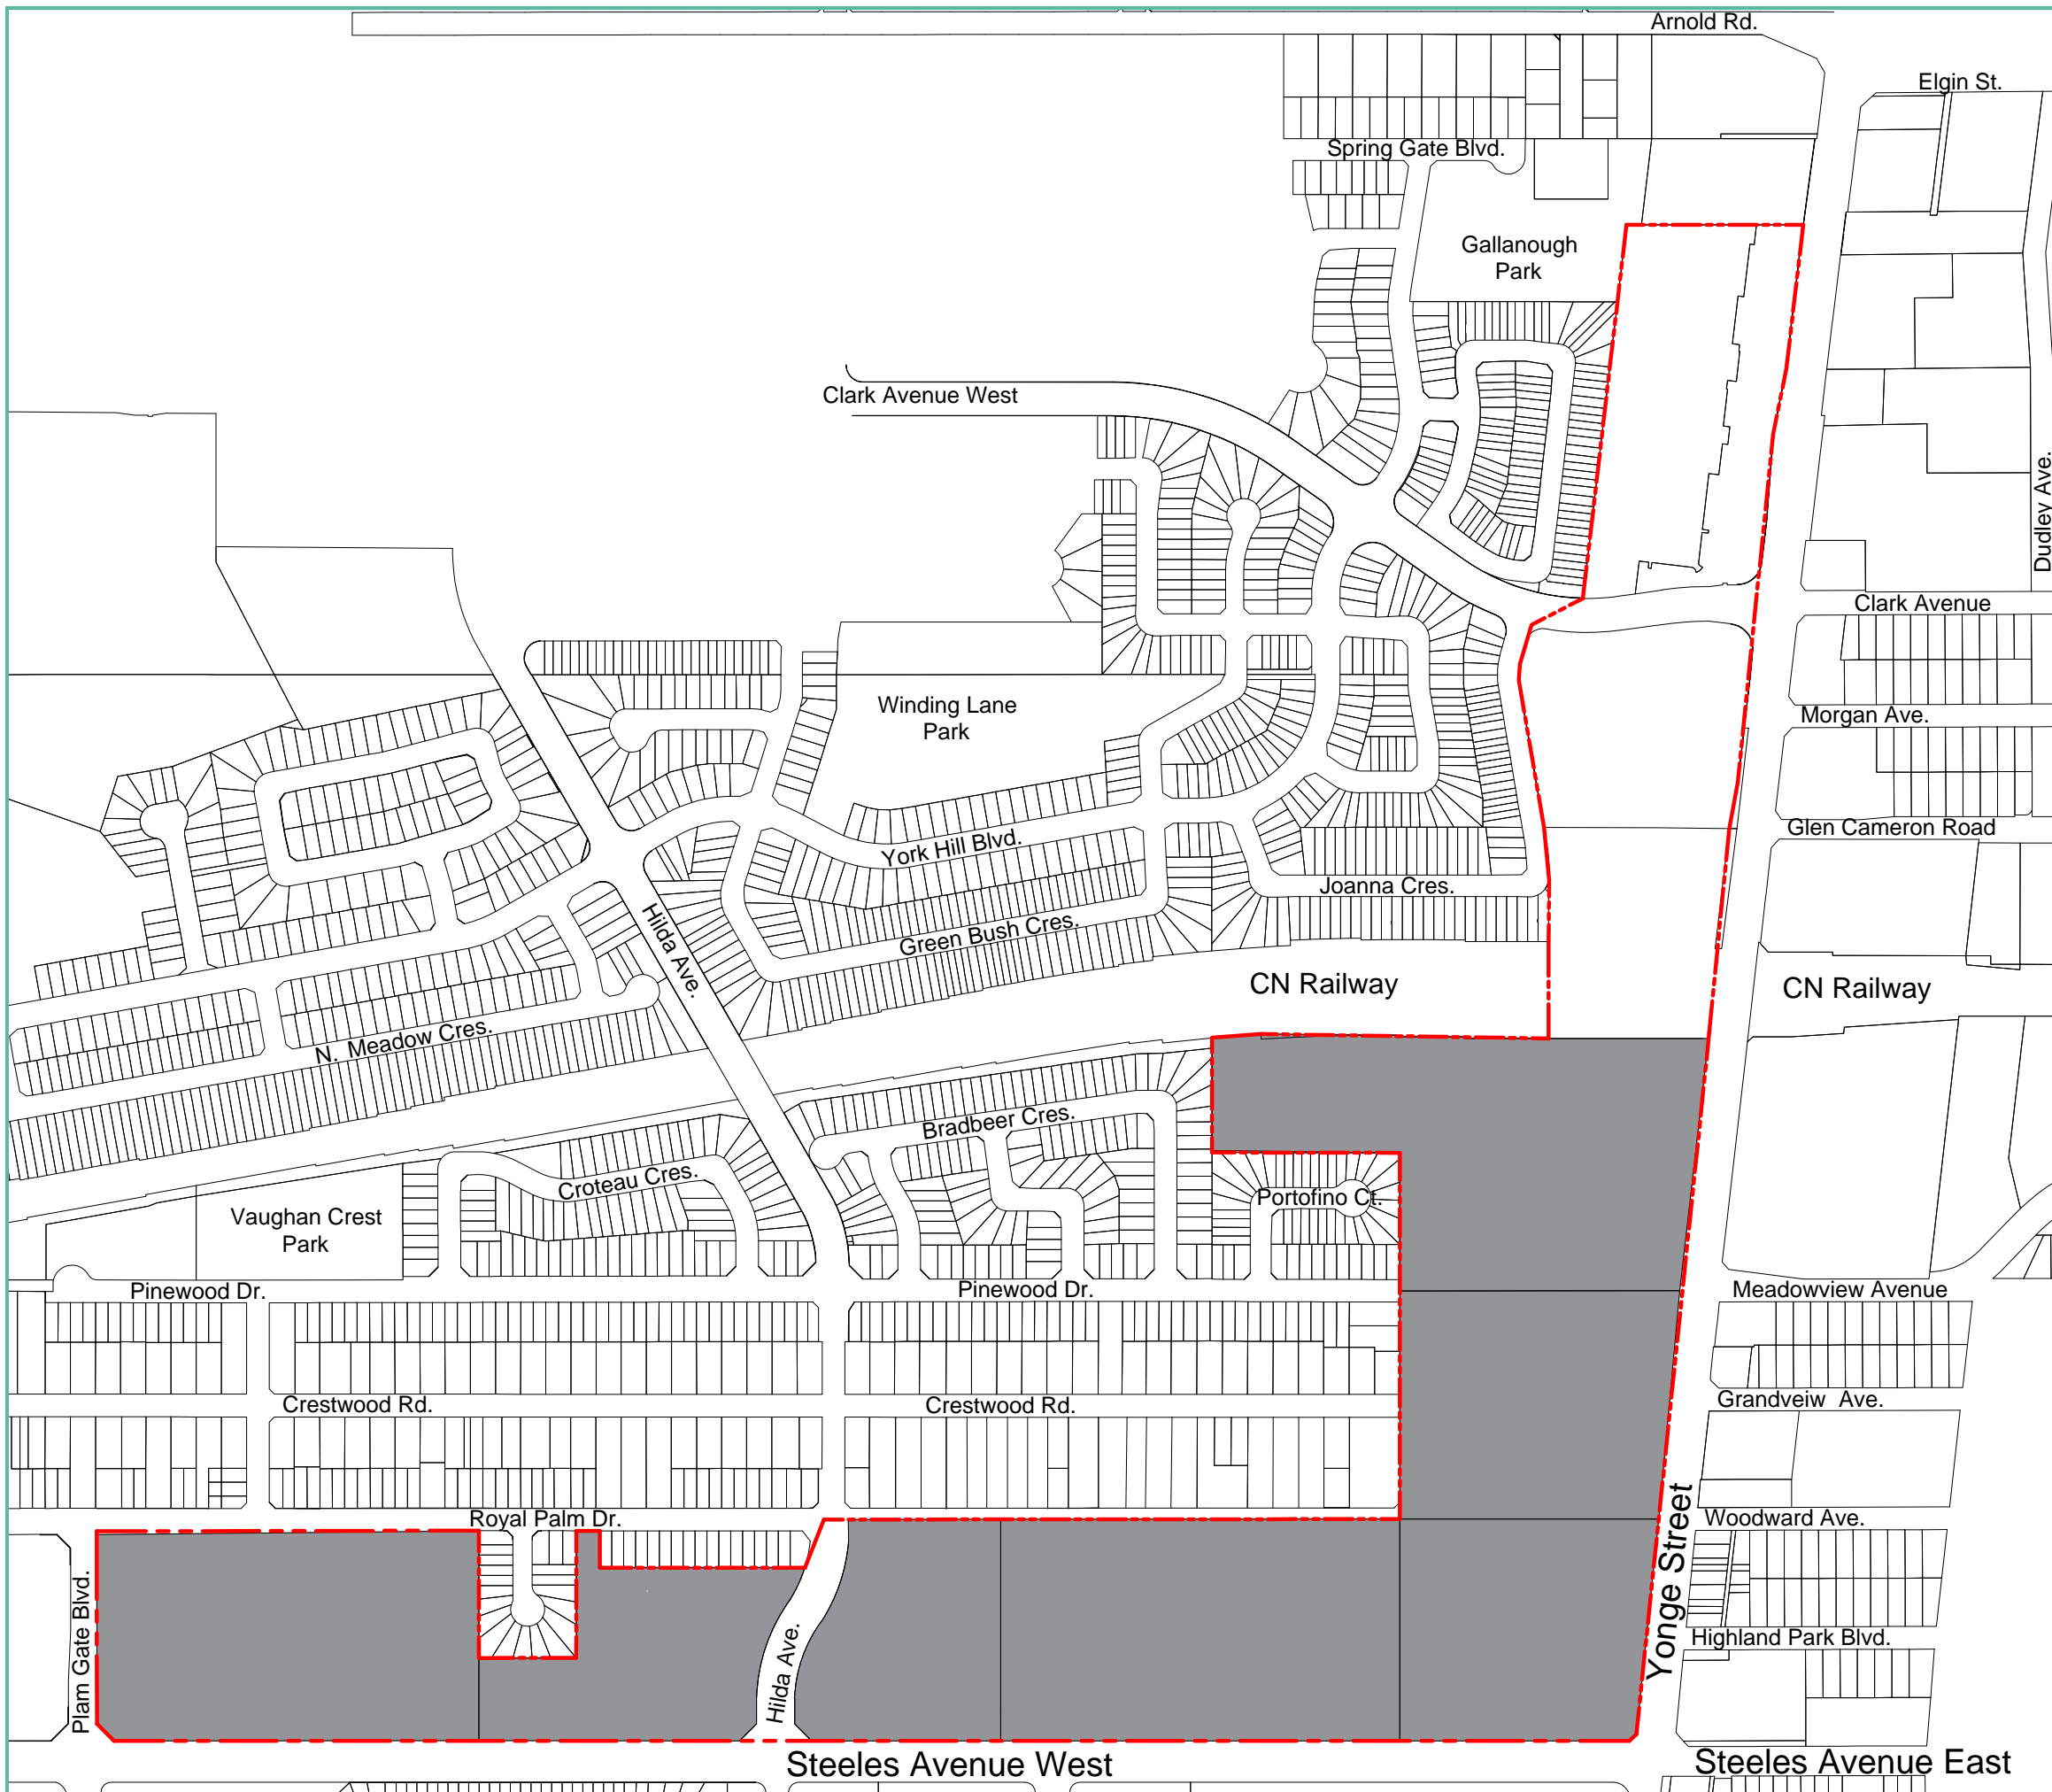 Arnold Rd.
Elgin St.
Spring Gate Blvd.
Gallanough
Park
Clark Avenue West
Dudley Ave.
Clark Avenue
Winding Lane
Park
Morgan Ave.
Glen Cameron Road
York Hill Blvd.
Joanna Cres.
Hilda Ave.
Green Bush Cres.
CN Railway
CN Railway
N. Meadow Cres.
Bradbeer Cres.
Croteau Cres.
Portofino Ct.
Vaughan Crest
Park
Pinewood Dr.
Pinewood Dr.
Meadowview Avenue
Crestwood Rd.
Crestwood Rd.
Grandveiw Ave.
Royal Palm Dr.
Woodward Ave.
Yonge Street
Plam Gate Blvd.
Hilda Ave.
Highland Park Blvd.
Steeles Avenue West
Steeles Avenue East